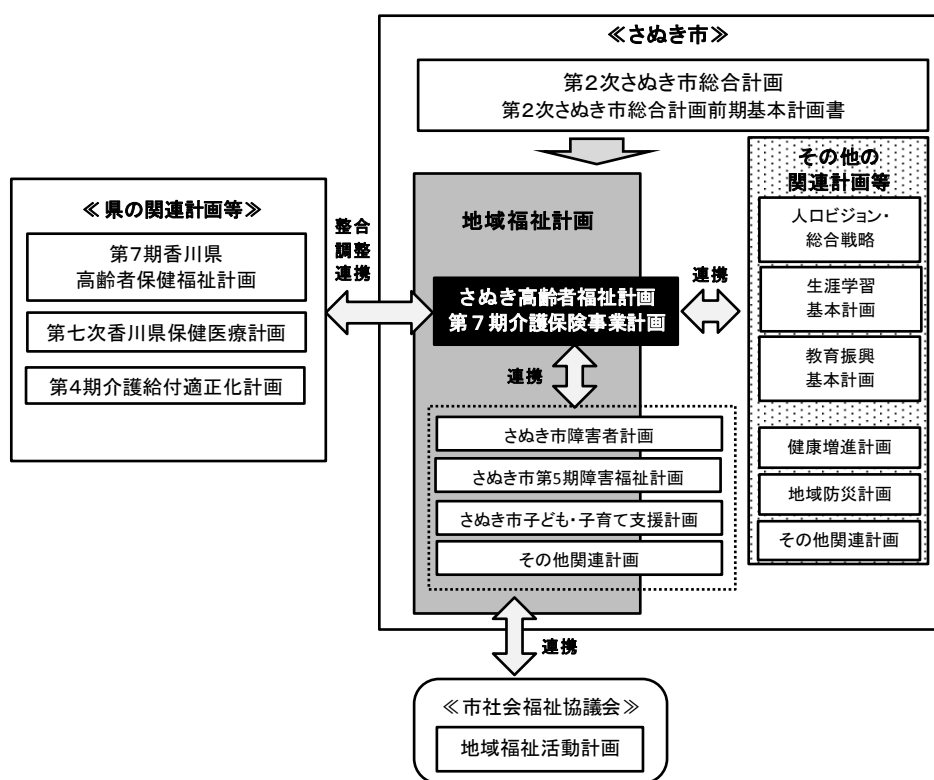 ≪さぬき市≫
第２次さぬき市総合計画
第２次さぬき市総合計画前期基本計画書
≪県の関連計画等≫
第７期香川県
高齢者保健福祉計画
第七次香川県保健医療計画
第４期介護給付適正化計画
整合
調整
連携
地域福祉計画
さぬき高齢者福祉計画
第７期介護保険事業計画
連携
さぬき市障害者計画
さぬき市第5期障害福祉計画
さぬき市子ども・子育て支援計画
その他関連計画
連携
その他の
関連計画等
人口ビジョン・
総合戦略
生涯学習
基本計画
教育振興
基本計画
健康増進計画
地域防災計画
その他関連計画
連携
≪市社会福祉協議会≫
地域福祉活動計画